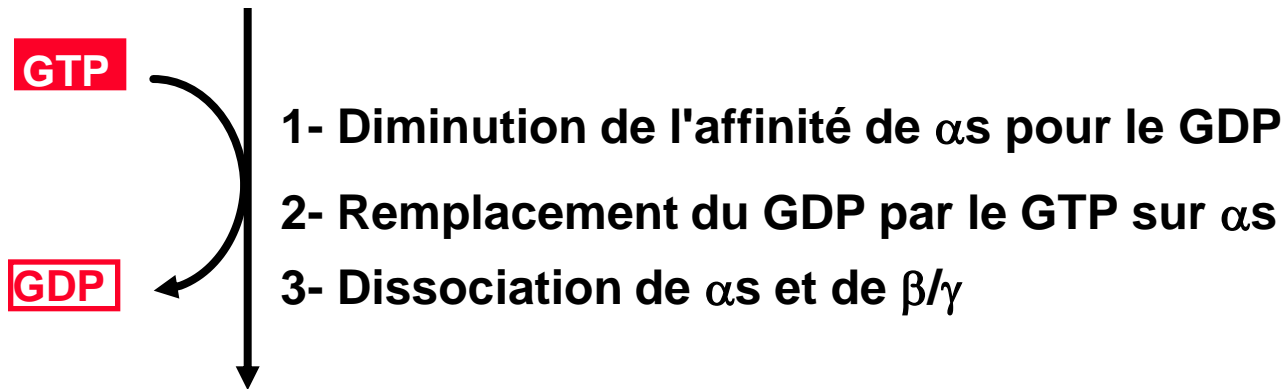 GTP
1- Diminution de l'affinité de αs pour le GDP
2- Remplacement du GDP par le GTP sur αs
GDP
3- Dissociation de αs et de β/γ